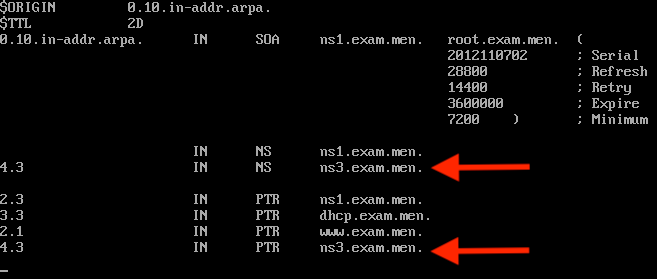 $ORIGIN 0.10.in-addr.arpa.
$TTL 2D
0.10.in-addr.arpa. IN SOA ns1.exam.men. root.exam.men. (
2012110702 ; Serial
28800 ; Refresh
14400 ; Retry
3600000 ; Expire
7200 ) ; Minimum
IN NS ns1.exam.men.
4.3 IN NS ns3.exam.men.
2.3 IN PTR ns1.exam.men.
3.3 IN PTR dhcp.exam.men.
2.1 IN PTR www.exam.men.
4.3 IN PTR ns3.exam.men.